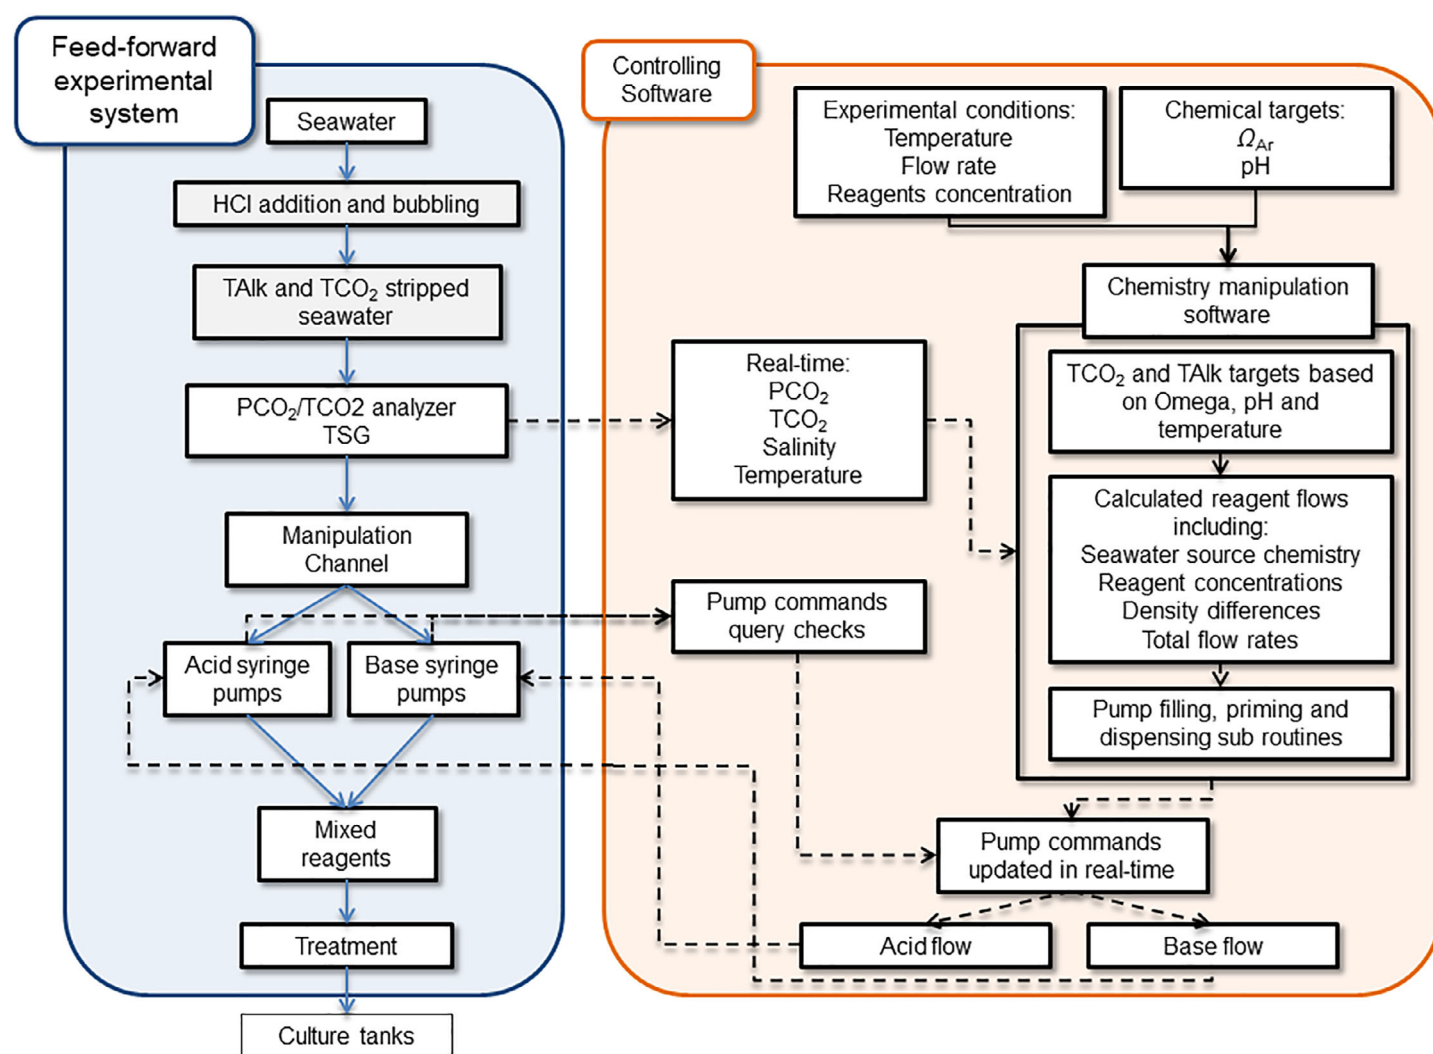 Feed-forward
experimental
system
Seawater
HCl addition and bubbling
TAlk and TCO₂ stripped
seawater
PCO₂/TCO2 analyzer
TSG
Manipulation
Channel
Acid syringe
pumps
Base syringe
pumps
Mixed
reagents
Treatment
Culture tanks
Controlling
Software
Experimental conditions:
Temperature
Flow rate
Reagents concentration
Chemical targets:
Ω_Ar
pH
Chemistry manipulation
software
TCO₂ and TAlk targets based
on Omega, pH and
temperature
Calculated reagent flows
including:
Seawater source chemistry
Reagent concentrations
Density differences
Total flow rates
Pump filling, priming and
dispensing sub routines
Real-time:
PCO₂
TCO₂
Salinity
Temperature
Pump commands
query checks
Pump commands
updated in real-time
Acid flow
Base flow